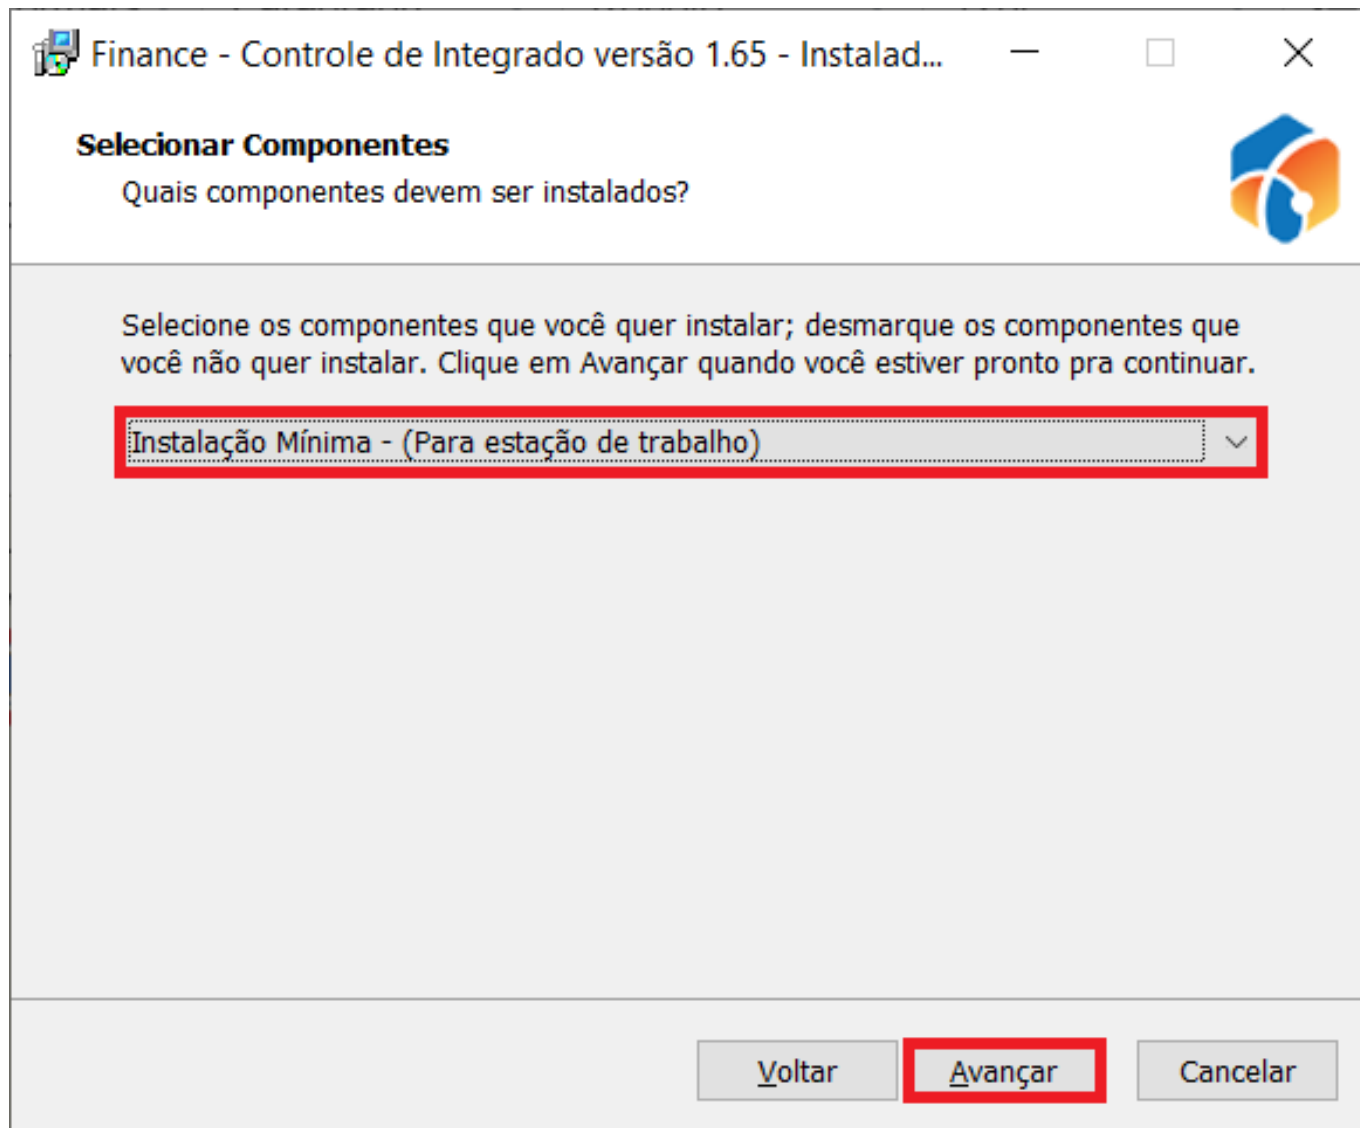 Finance - Controle de Integrado versão 1.65 - Instalad...
Selecionar Componentes
Quais componentes devem ser instalados?
Selecione os componentes que você quer instalar; desmarque os componentes que
você não quer instalar. Clique em Avançar quando você estiver pronto pra continuar.
Instalação Mínima - (Para estação de trabalho)
Voltar
Avançar
Cancelar